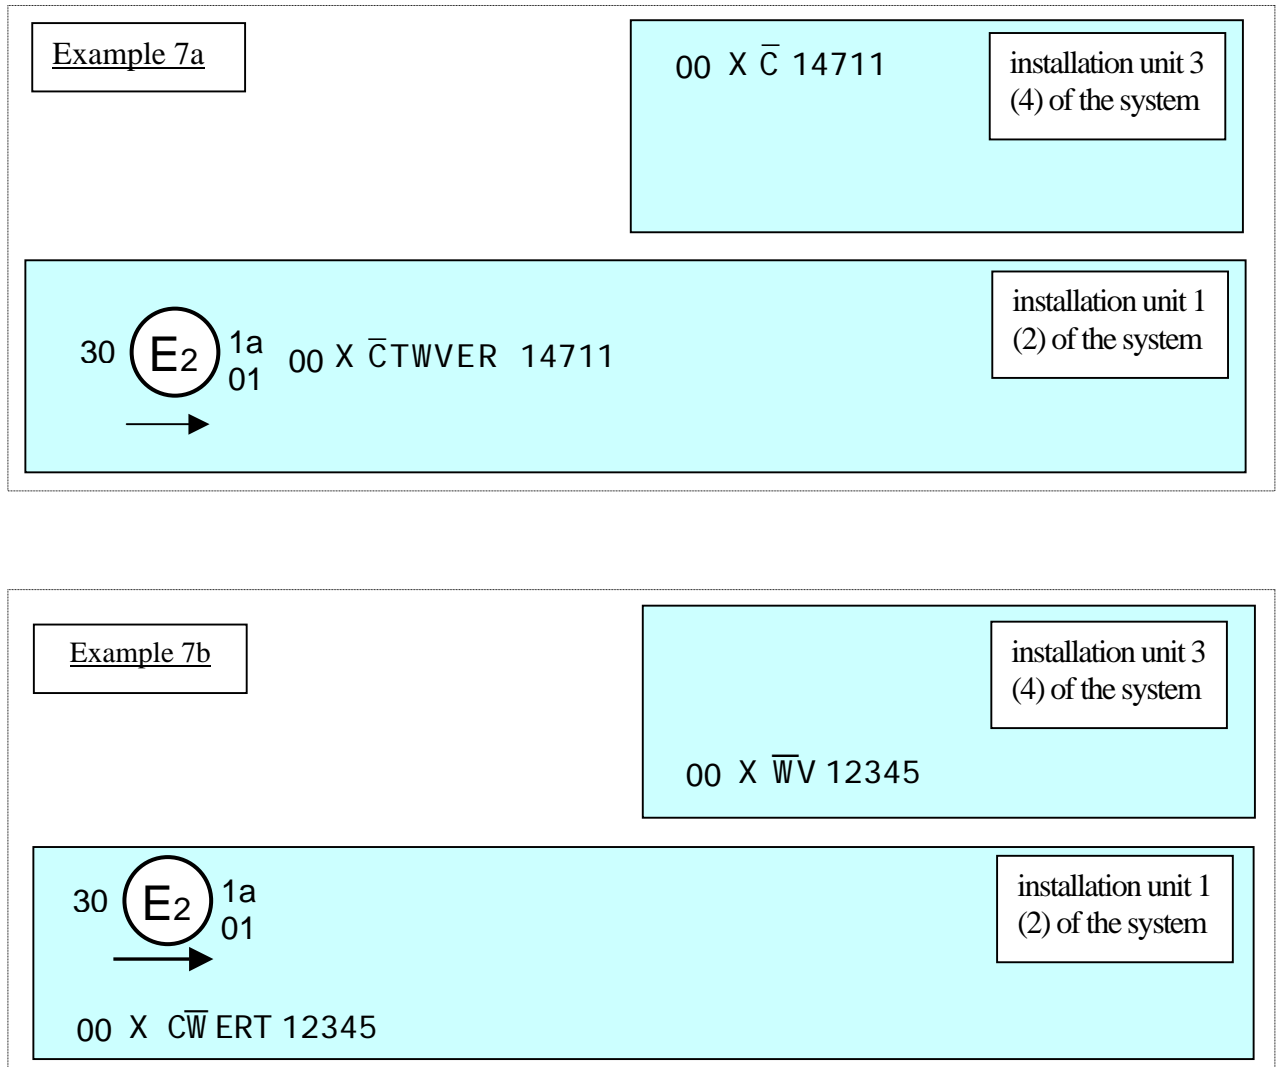 Example 7a
00 X C̅ 14711
installation unit 3
(4) of the system
installation unit 1
(2) of the system
30 E2 1a
01
00 X C̅TWVER 14711
Example 7b
installation unit 3
(4) of the system
00 X W̅V 12345
30 E2 1a
01
installation unit 1
(2) of the system
00 X CW̅ERT 12345